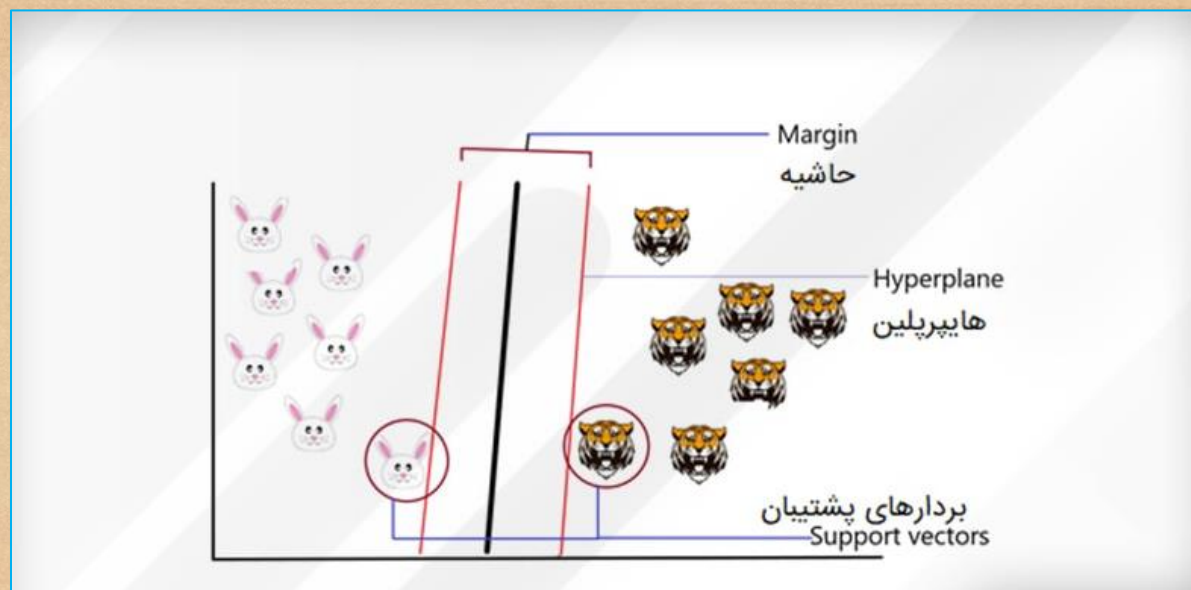 Margin
حاشیه
Hyperplane
هایپرپلین
بردارهای پشتیبان
Support vectors